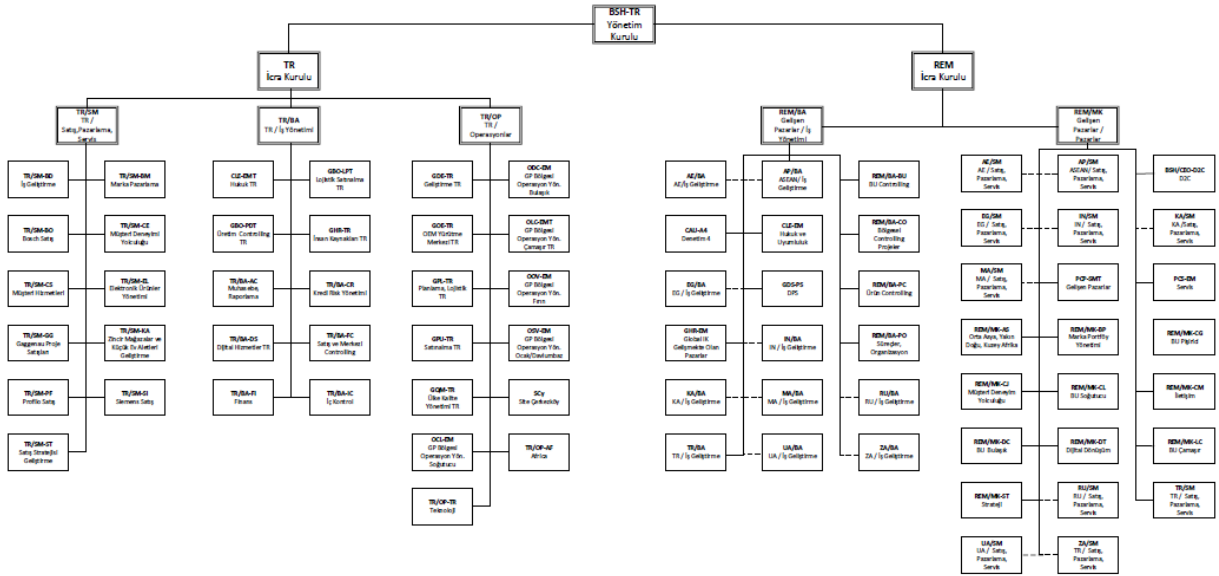 BSH-TR
Yönetim
Kurulu
TR
İcra Kurulu
REM
İcra Kurulu
TR/SM
TR /
Satış,Pazarlama,
Servis
TR/BA
TR / İş Yönetimi
TR/OP
TR /
Operasyonlar
REM/BA
Gelişen
Pazarlar / İş
Yönetimi
REM/MK
Gelişen
Pazarlar /
Pazarlar
TR/SM-BD
İş Geliştirme
TR/SM-BM
Marka Pazarlama
TR/SM-BO
Bosch Satış
TR/SM-CE
Müşteri Deneyimi
Yolculuğu
TR/SM-CS
Müşteri Hizmetleri
TR/SM-EL
Elektronik Ürünler
Yönetimi
TR/SM-GG
Gaggenau Proje
Satışları
TR/SM-KA
Zincir Mağazalar ve
Küçük Ev Aletleri
Geliştirme
TR/SM-PF
Profilo Satış
TR/SM-SI
Siemens Satış
TR/SM-ST
Satış Stratejisi
Geliştirme
CLE-EMT
Hukuk TR
GBO-LPT
Lojistik Satınalma
TR
GBO-PDT
Üretim Controlling
TR
GHR-TR
İnsan Kaynakları TR
TR/BA-AC
Muhasebe,
Raporlama
TR/BA-CR
Kredi Risk Yönetimi
TR/BA-DS
Dijital Hizmetler TR
TR/BA-FC
Satış ve Merkezi
Controlling
TR/BA-FI
Finans
TR/BA-IC
İç Kontrol
GDE-TR
Geliştirme TR
ODC-EM
GP Bölgesi
Operasyon Yön.
Bulaşık
GOE-TR
OEM Yürütme
Merkezi TR
OLC-EMT
GP Bölgesi
Operasyon Yön.
Çamaşır TR
GPL-TR
Planlama, Lojistik
TR
OOV-EM
GP Bölgesi
Operasyon Yön.
Fırın
GPU-TR
Satınalma TR
OSV-EM
GP Bölgesi
Operasyon Yön.
Ocak/Davlumbaz
GQM-TR
Ülke Kalite
Yönetimi TR
SCy
Site Çerkezköy
OCL-EM
GP Bölgesi
Operasyon Yön.
Soğutucu
TR/OP-AF
Africa
TR/OP-TR
Teknoloji
AE/BA
AE/İş Geliştirme
AP/BA
ASEAN/ İş
Geliştirme
REM/BA-BU
BU Controlling
CAU-A4
Denetim 4
CLE-EM
Hukuk ve
Uyumluluk
REM/BA-CO
Bölgesel
Controlling
Projeler
EG/BA
EG / İş Geliştirme
GDS-PS
DPS
REM/BA-PC
Ürün Controlling
GHR-EM
Global IK
Gelişmekte Olan
Pazarlar
IN/BA
IN / İş Geliştirme
REM/BA-PO
Süreçler,
Organizasyon
KA/BA
KA / İş Geliştirme
MA/BA
MA / İş Geliştirme
RU/BA
RU / İş Geliştirme
TR/BA
TR / İş Geliştirme
UA/BA
UA / İş Geliştirme
ZA/BA
ZA / İş Geliştirme
AE/SM
AE / Satış,
Pazarlama,
Servis
AP/SM
ASEAN/ Satış,
Pazarlama,
Servis
BSH/CEO-D2C
D2C
EG/SM
EG / Satış,
Pazarlama,
Servis
IN/SM
IN / Satış,
Pazarlama,
Servis
KA/SM
KA /Satış,
Pazarlama,
Servis
MA/SM
MA / Satış,
Pazarlama,
Servis
PCP-SMT
Gelişen Pazarlar
PCS-EM
Servis
REM/MK-AS
Orta Asya, Yakın
Doğu, Kuzey Afrika
REM/MK-BP
Marka Portföy
Yönetimi
REM/MK-CG
BU Pişirici
REM/MK-CJ
Müşteri Deneyim
Yolculuğu
REM/MK-CL
BU Soğutucu
REM/MK-CM
İletişim
REM/MK-DC
BU Bulaşık
REM/MK-DT
Dijital Dönüşüm
REM/MK-LC
BU Çamaşır
REM/MK-ST
Strateji
RU/SM
RU / Satış,
Pazarlama,
Servis
TR/SM
TR / Satış,
Pazarlama,
Servis
UA/SM
UA / Satış,
Pazarlama,
Servis
ZA/SM
TR / Satış,
Pazarlama,
Servis